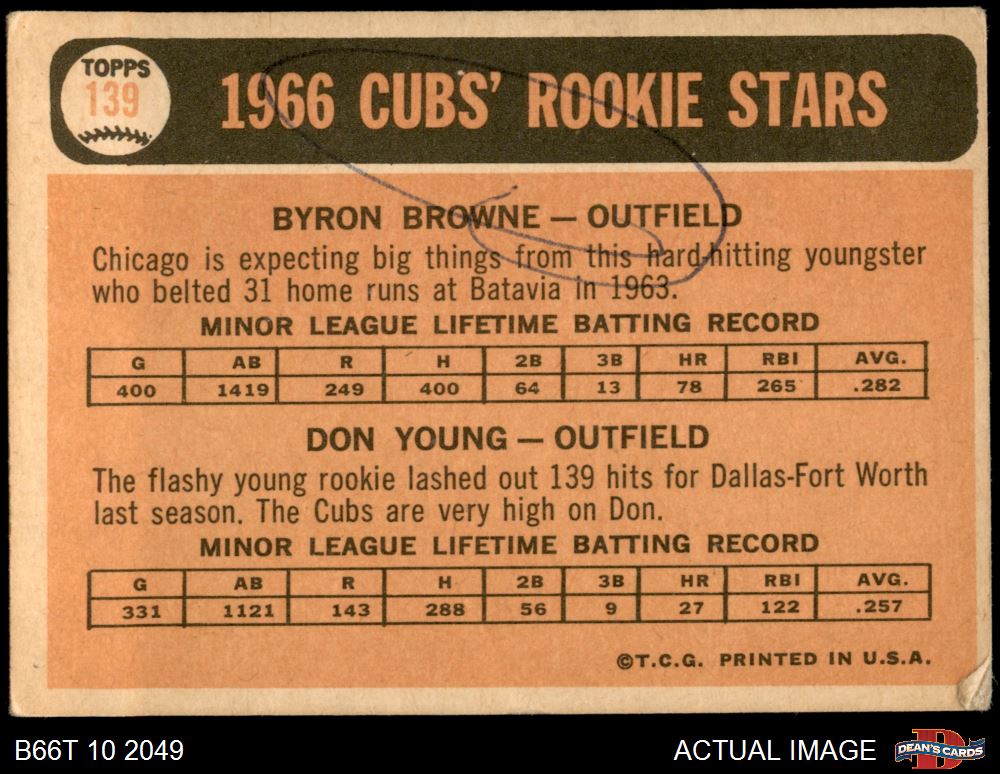 TOPPS
139
1966 CUBS' ROOKIE STARS
BYRON BROWNE — OUTFIELD
Chicago is expecting big things from this hard-hitting youngster
who belted 31 home runs at Batavia in 1963.
MINOR LEAGUE LIFETIME BATTING RECORD
G AB R H 2B 3B HR RBI AVG.
400 1419 249 400 64 13 78 265 .282
DON YOUNG — OUTFIELD
The flashy young rookie lashed out 139 hits for Dallas-Fort Worth
last season. The Cubs are very high on Don.
MINOR LEAGUE LIFETIME BATTING RECORD
G AB R H 2B 3B HR RBI AVG.
331 1121 143 288 56 9 27 122 .257
©T.C.G. PRINTED IN U.S.A.
B66T 10 2049
ACTUAL IMAGE
D
DEAN'S CARDS